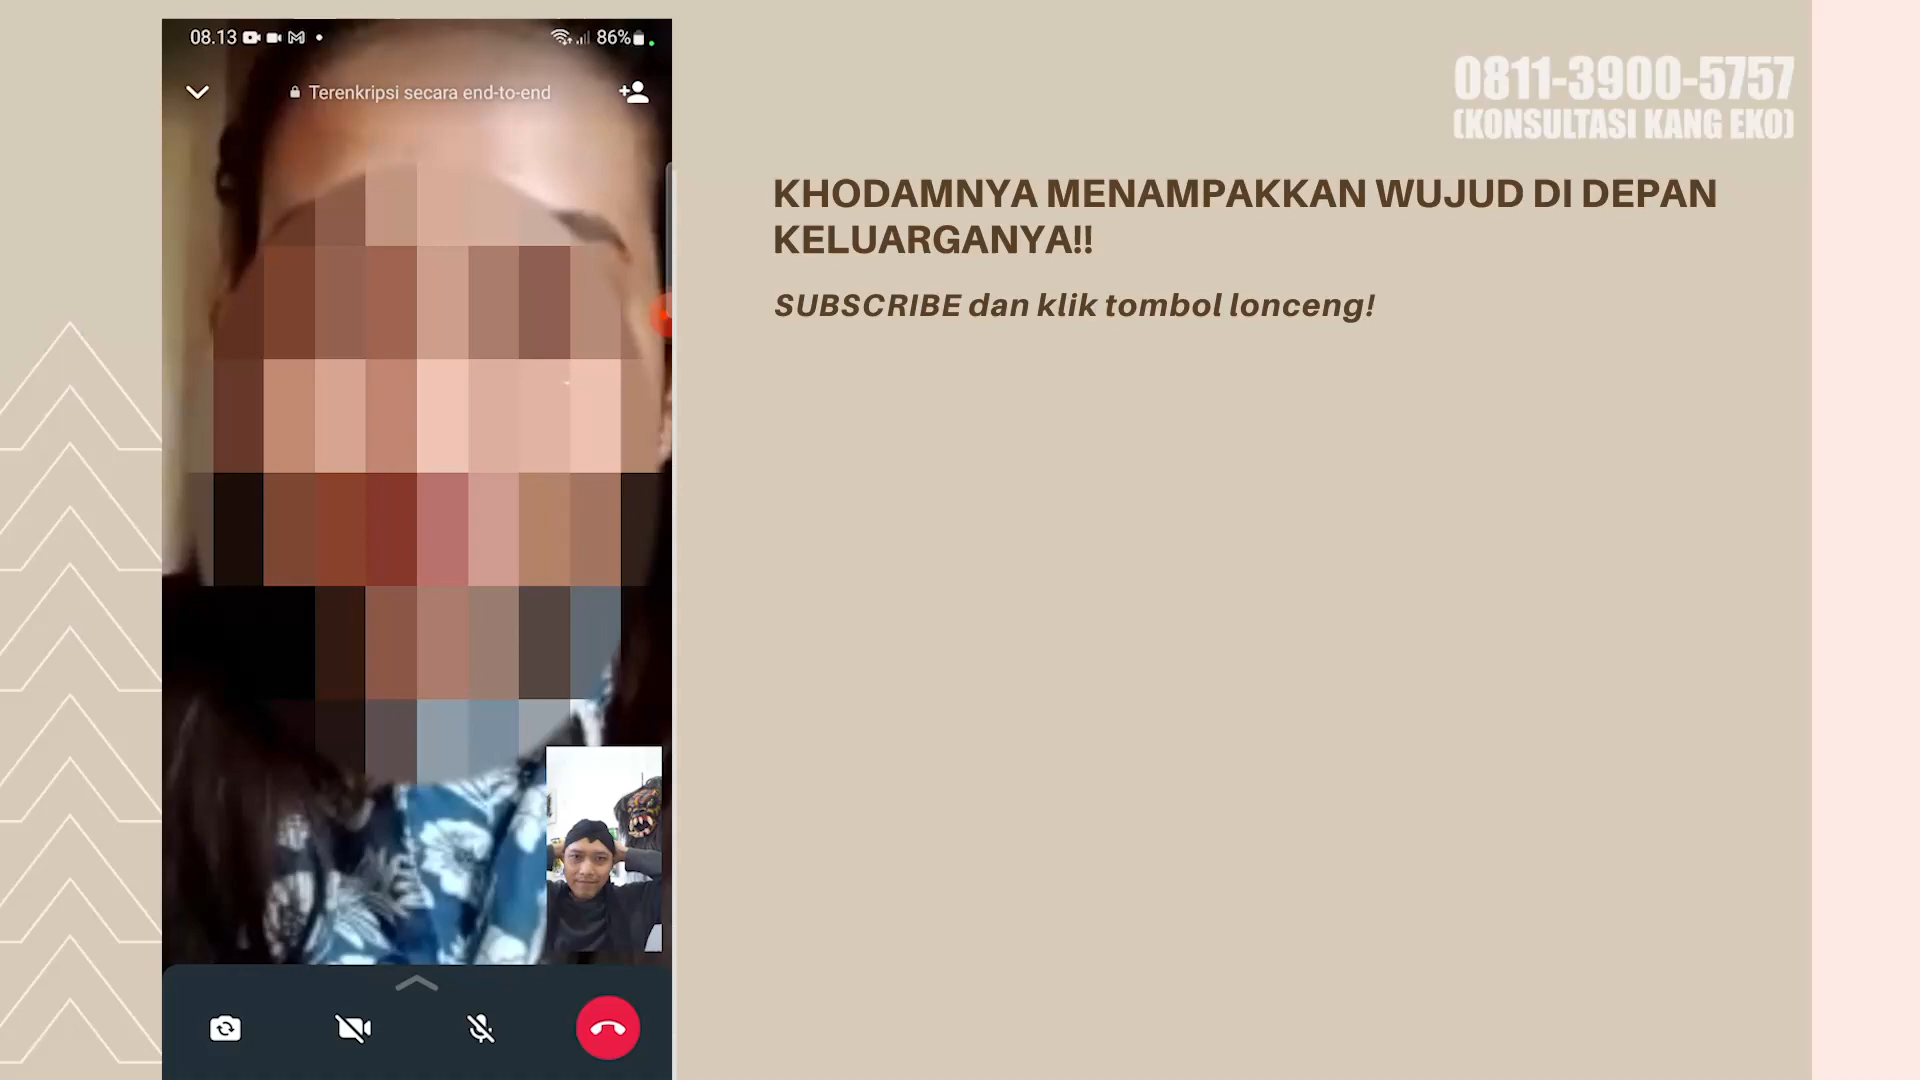 08.13
86%
Terenkripsi secara end-to-end
0811-3900-5757
(KONSULTASI KANG EKO)
KHODAMNYA MENAMPAKKAN WUJUD DI DEPAN
KELUARGANYA!!
SUBSCRIBE dan klik tombol lonceng!